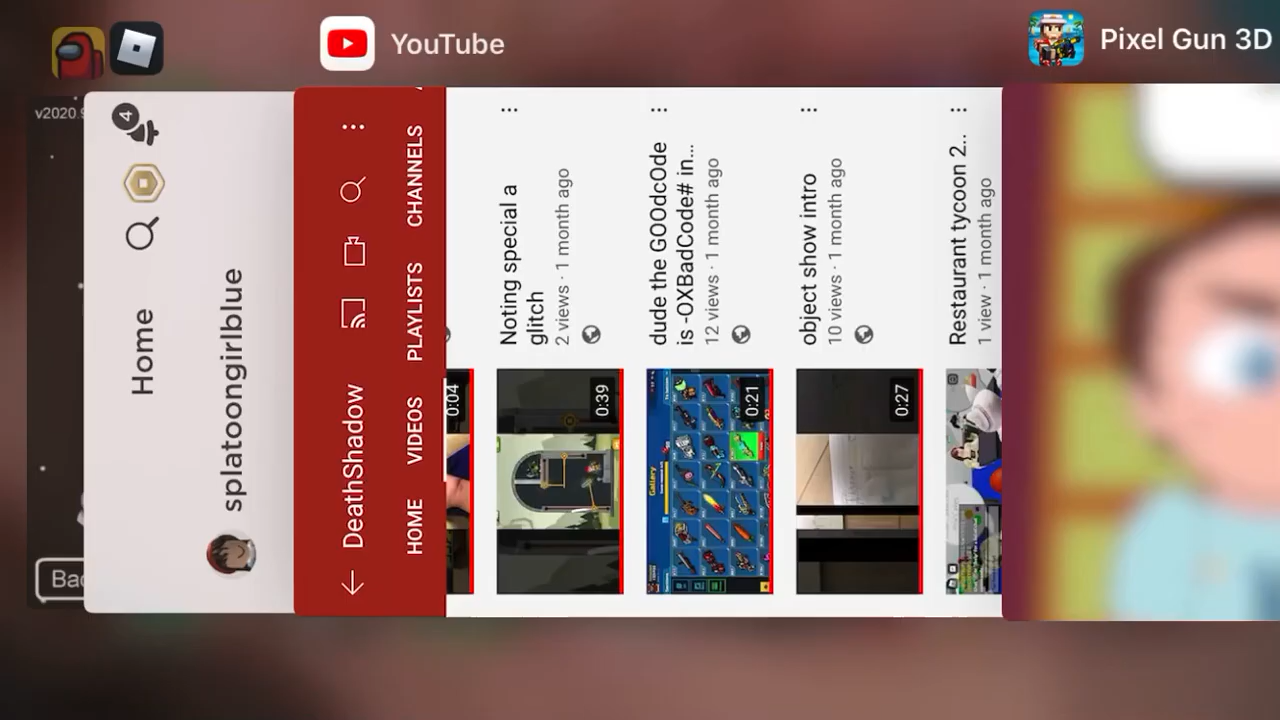 YouTube
Pixel Gun 3D
v2020.9
Bac
4
Home
splatoongirlblue
DeathShadow
HOME VIDEOS PLAYLISTS CHANNELS
0:04
Noting special a
glitch
2 views · 1 month ago
0:39
dude the GOOdcOde
is -OXBadCode# in...
12 views · 1 month ago
Gallery
0:21
object show intro
10 views · 1 month ago
0:27
Restaurant tycoon 2..
1 view · 1 month ago